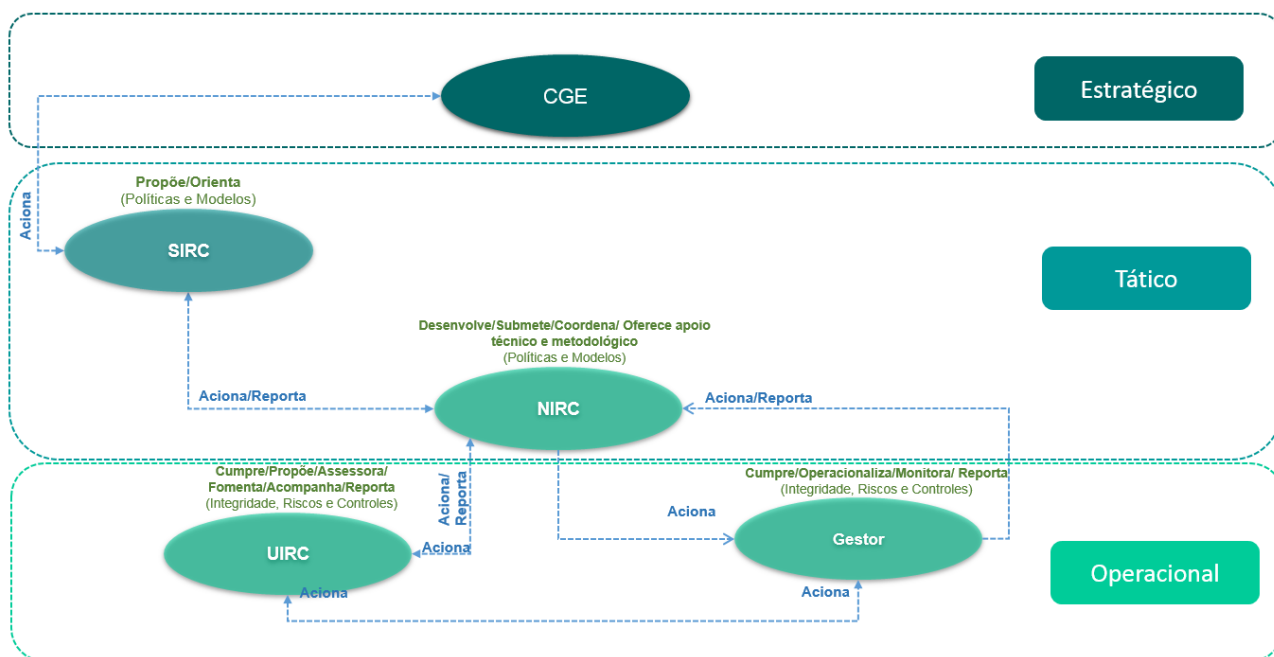 CGE
Estratégico
Aciona
Propõe/Orienta
(Políticas e Modelos)
SIRC
Tático
Desenvolve/Submete/Coordena/ Oferece apoio
técnico e metodológico
(Políticas e Modelos)
Aciona/Reporta
NIRC
Aciona/Reporta
Cumpre/Propõe/Assessora/
Fomenta/Acompanha/Reporta
(Integridade, Riscos e Controles)
UIRC
Aciona/
Reporta
Aciona
Aciona
Cumpre/Operacionaliza/Monitora/ Reporta
(Integridade, Riscos e Controles)
Gestor
Aciona
Aciona
Operacional